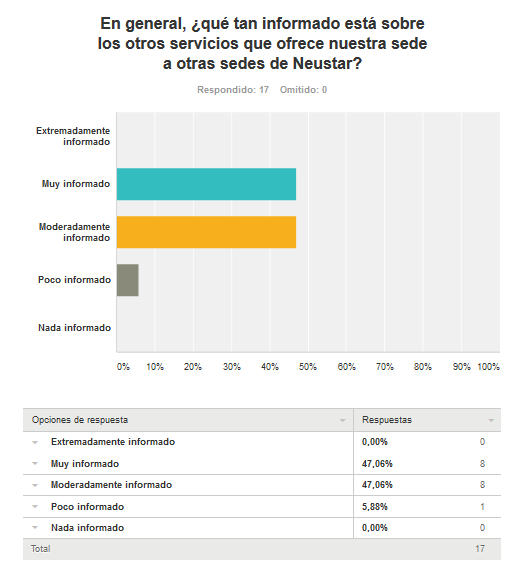 En general, ¿qué tan informado está sobre
los otros servicios que ofrece nuestra sede
a otras sedes de Neustar?
Respondido: 17 Omitido: 0
Extremadamente
informado
Muy informado
Moderadamente
informado
Poco informado
Nada informado
0% 10% 20% 30% 40% 50% 60% 70% 80% 90% 100%
Opciones de respuesta Respuestas
Extremadamente informado 0,00% 0
Muy informado 47,06% 8
Moderadamente informado 47,06% 8
Poco informado 5,88% 1
Nada informado 0,00% 0
Total 17